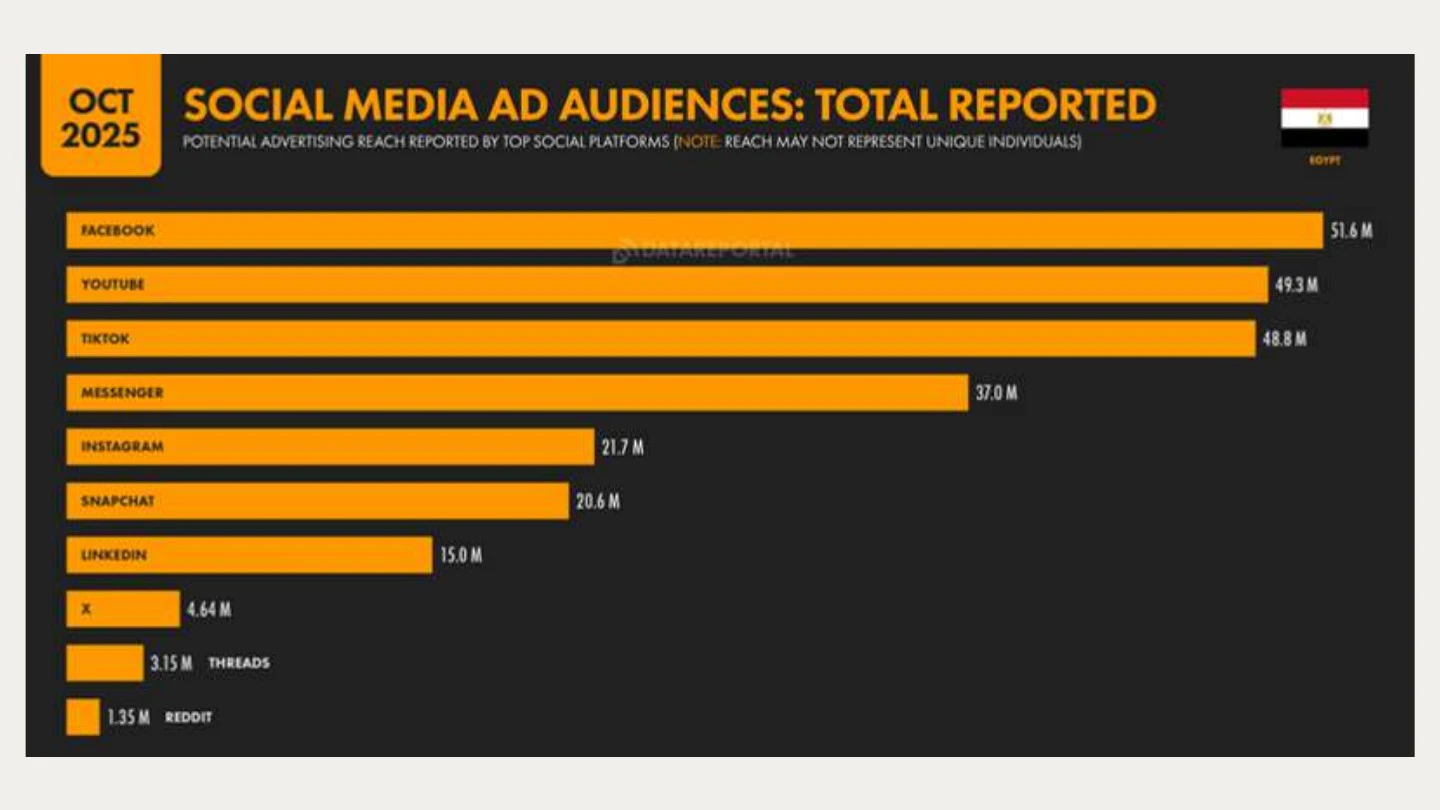 OCT
2025
SOCIAL MEDIA AD AUDIENCES: TOTAL REPORTED
POTENTIAL ADVERTISING REACH REPORTED BY TOP SOCIAL PLATFORMS (NOTE: REACH MAY NOT REPRESENT UNIQUE INDIVIDUALS)
EGYPT
FACEBOOK 51.6 M
DATAREPORTAL
YOUTUBE 49.3 M
TIKTOK 48.8 M
MESSENGER 37.0 M
INSTAGRAM 21.7 M
SNAPCHAT 20.6 M
LINKEDIN 15.0 M
X 4.64 M
3.15 M THREADS
1.35 M REDDIT